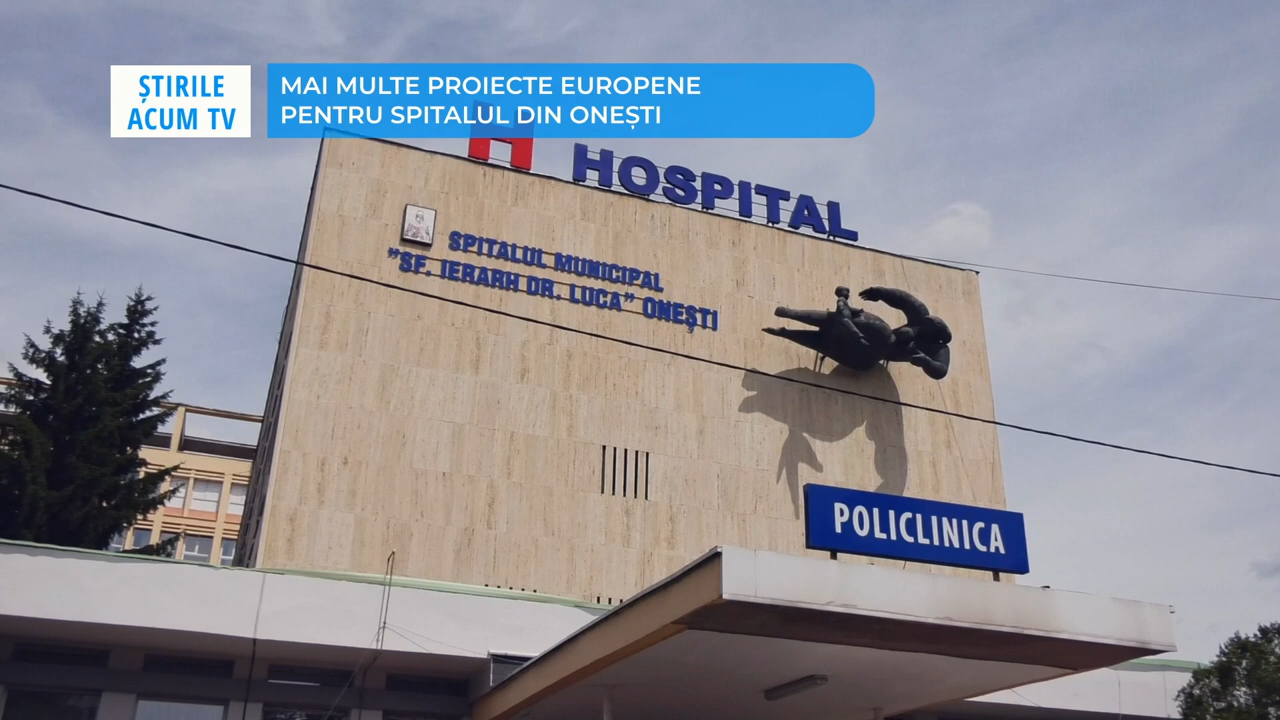 ȘTIRILE
ACUM TV
MAI MULTE PROIECTE EUROPENE
PENTRU SPITALUL DIN ONEȘTI
H HOSPITAL
SPITALUL MUNICIPAL
”SF. IERARH DR. LUCA” ONEȘTI
POLICLINICA